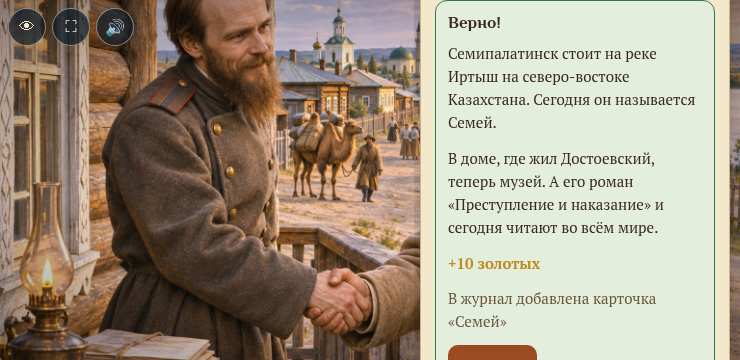 Верно!
Семипалатинск стоит на реке
Иртыш на северо-востоке
Казахстана. Сегодня он называется
Семей.
В доме, где жил Достоевский,
теперь музей. А его роман
«Преступление и наказание» и
сегодня читают во всём мире.
+10 золотых
В журнал добавлена карточка
«Семей»